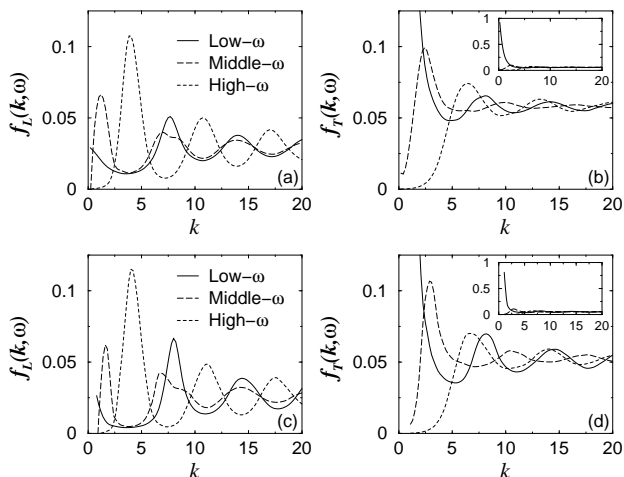 0.1
0.05
0
f_L(k,ω)
Low-ω
Middle-ω
High-ω
(a)
0 5 10 15 20
k
0.1
0.05
0
f_T(k,ω)
1
0.5
0
0 10 20
(b)
0 5 10 15 20
k
0.1
0.05
0
f_L(k,ω)
Low-ω
Middle-ω
High-ω
(c)
0 5 10 15 20
k
0.1
0.05
0
f_T(k,ω)
1
0.5
0
0 5 10 15 20
(d)
0 5 10 15 20
k